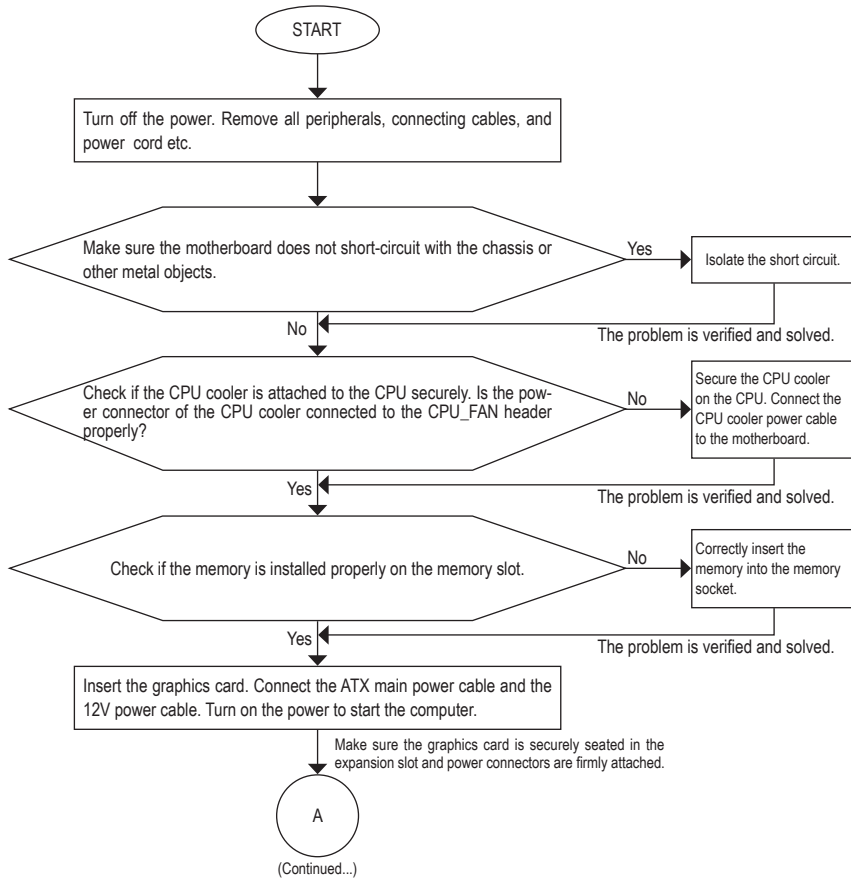 START
Turn off the power. Remove all peripherals, connecting cables, and
power cord etc.
Make sure the motherboard does not short-circuit with the chassis or
other metal objects.
Yes
Isolate the short circuit.
No
The problem is verified and solved.
Check if the CPU cooler is attached to the CPU securely. Is the pow-
er connector of the CPU cooler connected to the CPU_FAN header
properly?
No
Secure the CPU cooler
on the CPU. Connect the
CPU cooler power cable
to the motherboard.
Yes
The problem is verified and solved.
Check if the memory is installed properly on the memory slot.
No
Correctly insert the
memory into the memory
socket.
Yes
The problem is verified and solved.
Insert the graphics card. Connect the ATX main power cable and the
12V power cable. Turn on the power to start the computer.
Make sure the graphics card is securely seated in the
expansion slot and power connectors are firmly attached.
A
(Continued...)